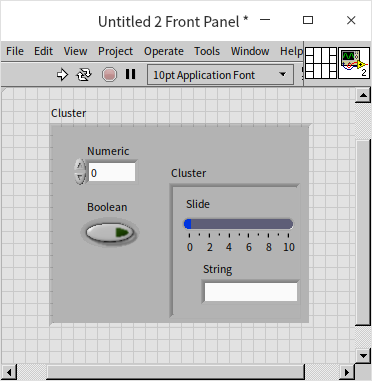 Untitled 2 Front Panel *
File Edit View Project Operate Tools Window Help
10pt Application Font
2
Cluster
Numeric
0
Boolean
Cluster
Slide
0 2 4 6 8 10
String